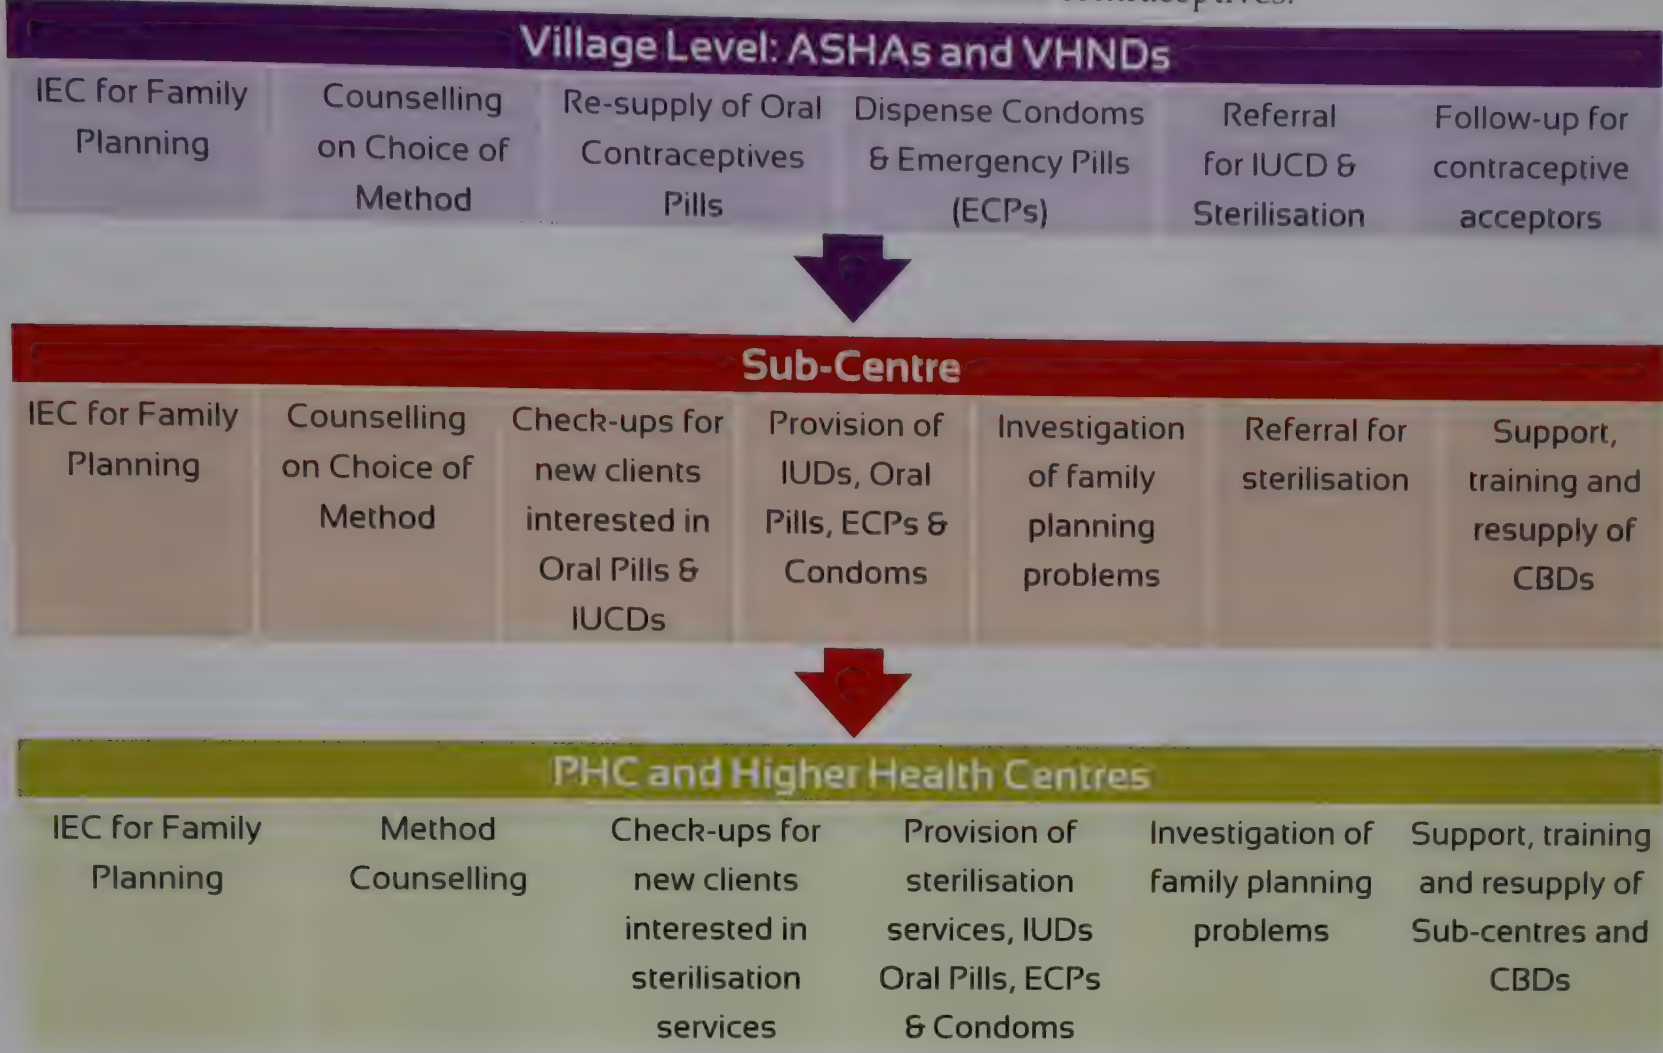 contraceptives.
Village Level: ASHAs and VHNDs
IEC for Family
Planning
Counselling
on Choice of
Method
Re-supply of Oral
Contraceptives
Pills
Dispense Condoms
& Emergency Pills
(ECPs)
Referral
for IUCD &
Sterilisation
Follow-up for
contraceptive
acceptors
Sub-Centre
IEC for Family
Planning
Counselling
on Choice of
Method
Check-ups for
new clients
interested in
Oral Pills &
IUCDs
Provision of
IUDs, Oral
Pills, ECPs &
Condoms
Investigation
of family
planning
problems
Referral for
sterilisation
Support,
training and
resupply of
CBDs
PHC and Higher Health Centres
IEC for Family
Planning
Method
Counselling
Check-ups for
new clients
interested in
sterilisation
services
Provision of
sterilisation
services, IUDs
Oral Pills, ECPs
& Condoms
Investigation of
family planning
problems
Support, training
and resupply of
Sub-centres and
CBDs